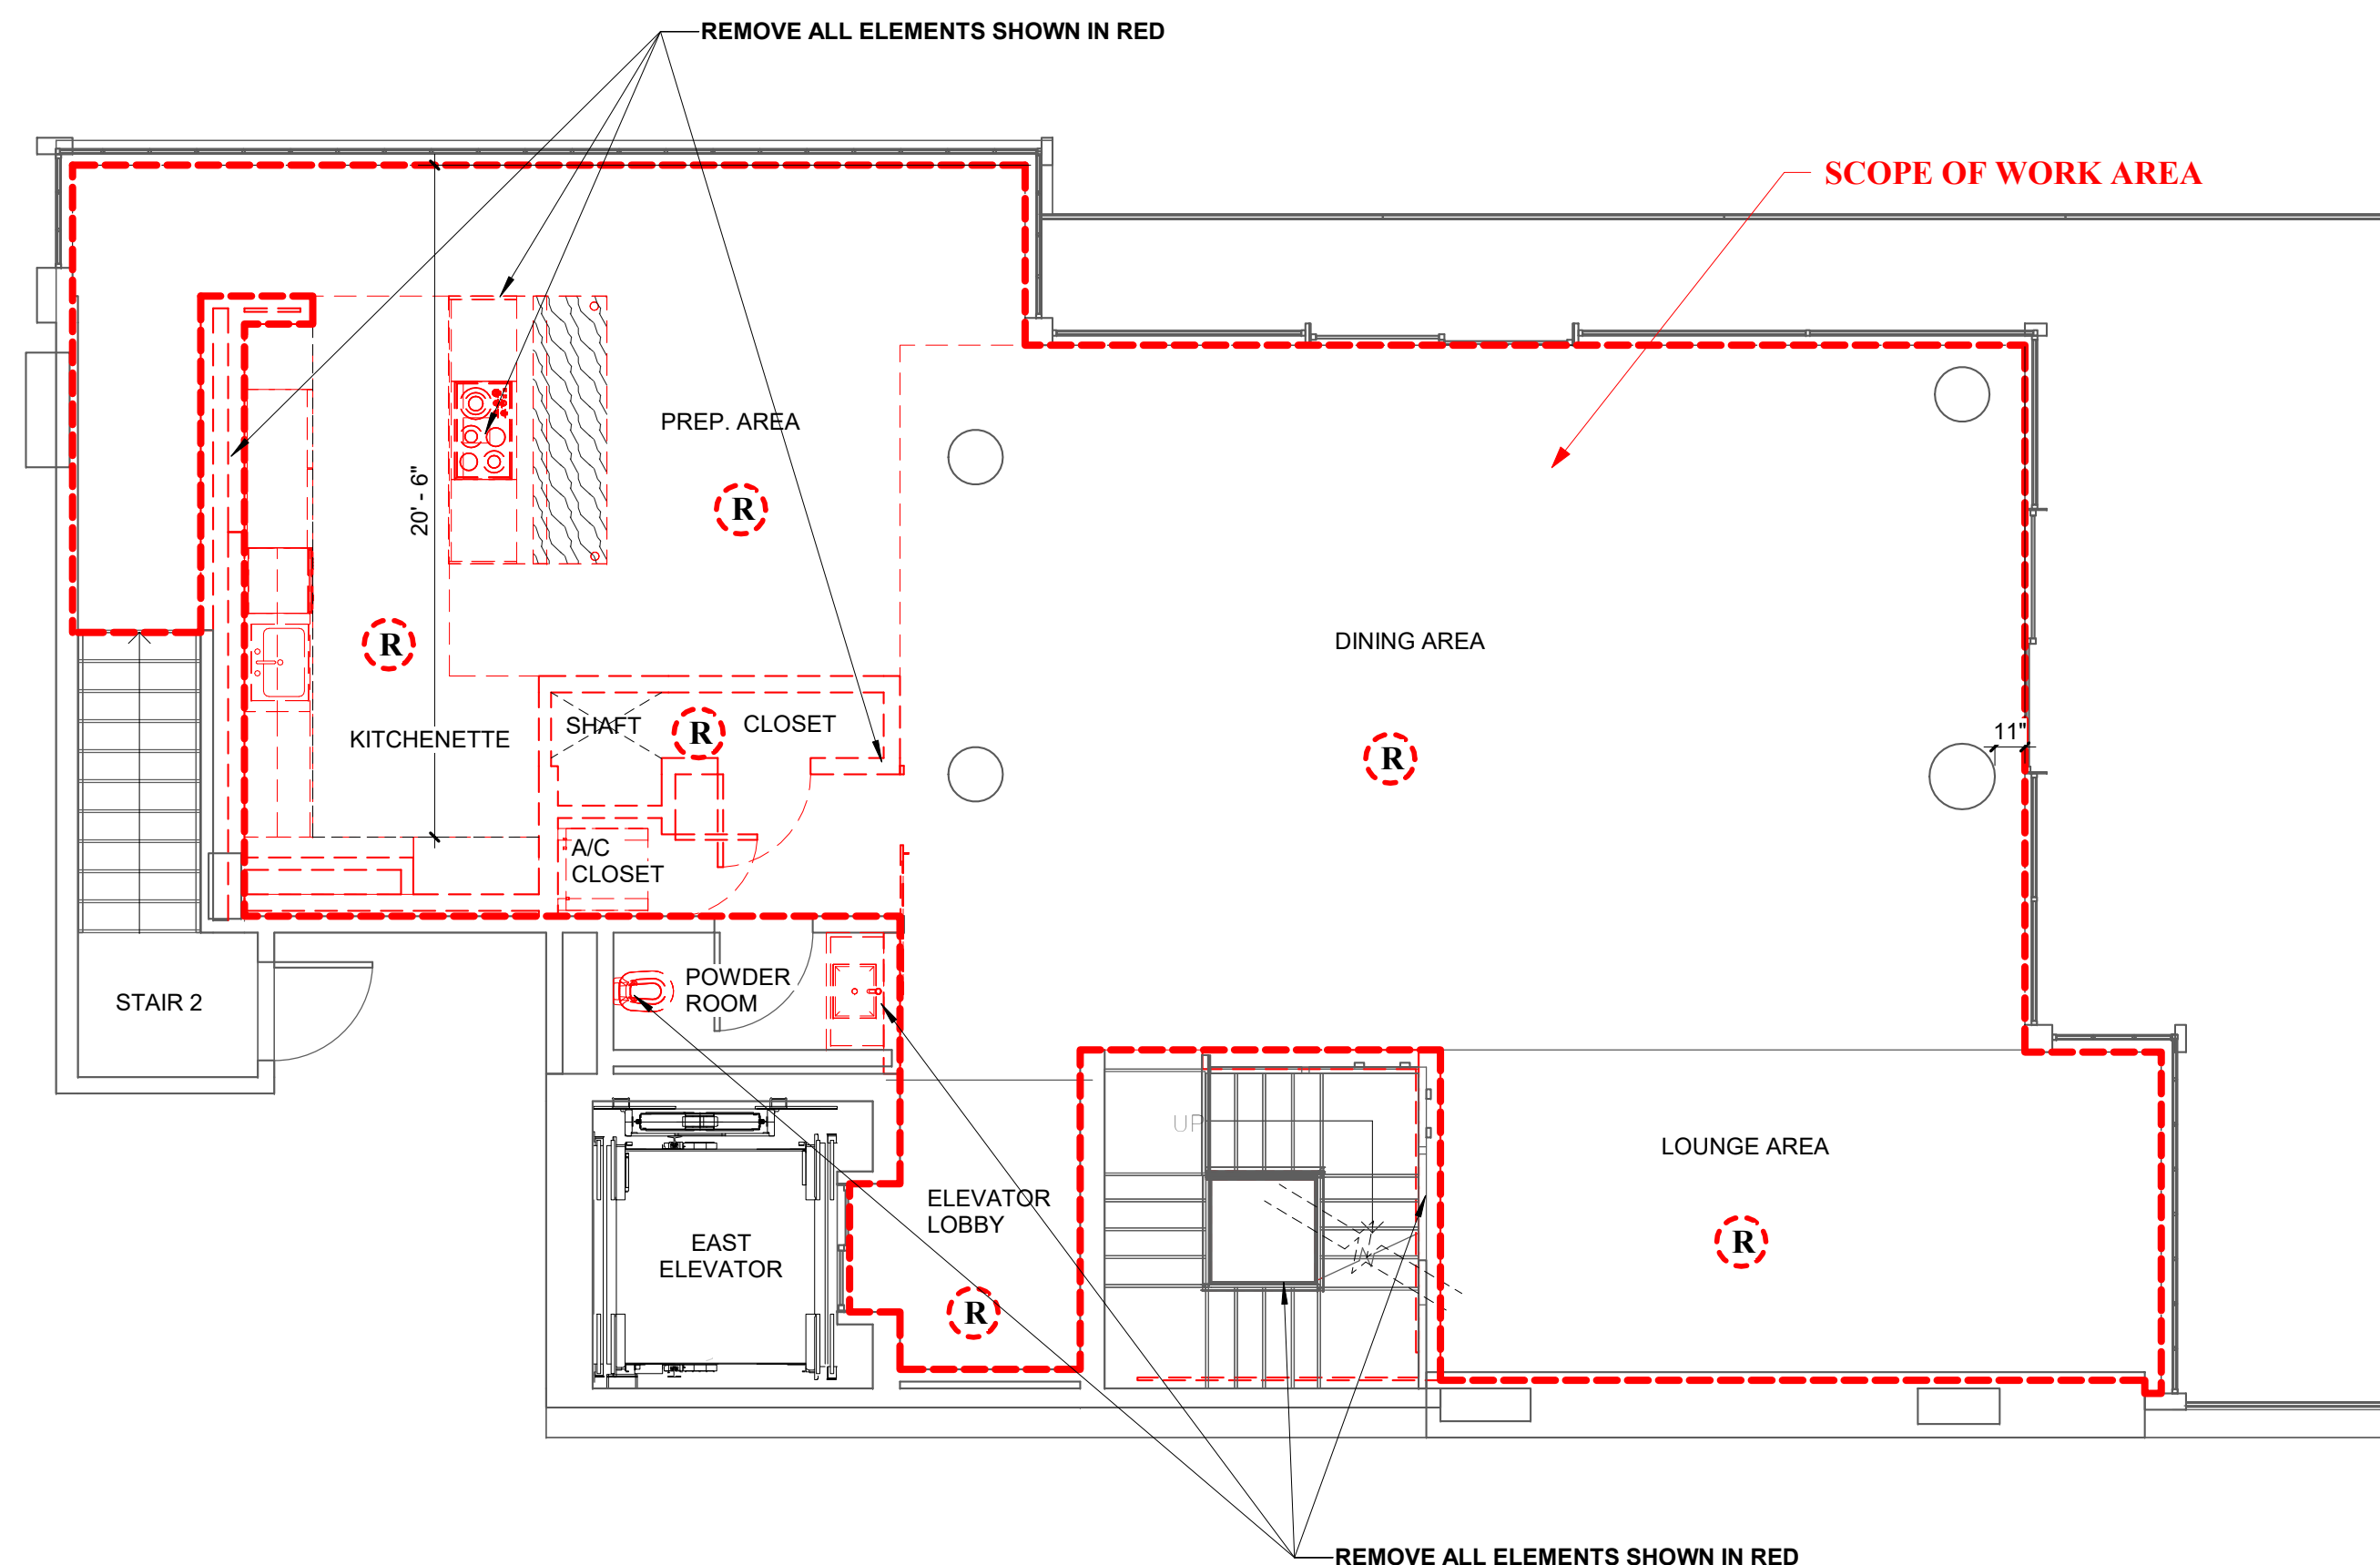 REMOVE ALL ELEMENTS SHOWN IN RED
SCOPE OF WORK AREA
PREP. AREA
20' - 6"
R
R
DINING AREA
SHAFT
CLOSET
R
KITCHENETTE
11"
R
A/C
CLOSET
POWDER
ROOM
STAIR 2
UP
LOUNGE AREA
ELEVATOR
LOBBY
EAST
ELEVATOR
R
R
REMOVE ALL ELEMENTS SHOWN IN RED